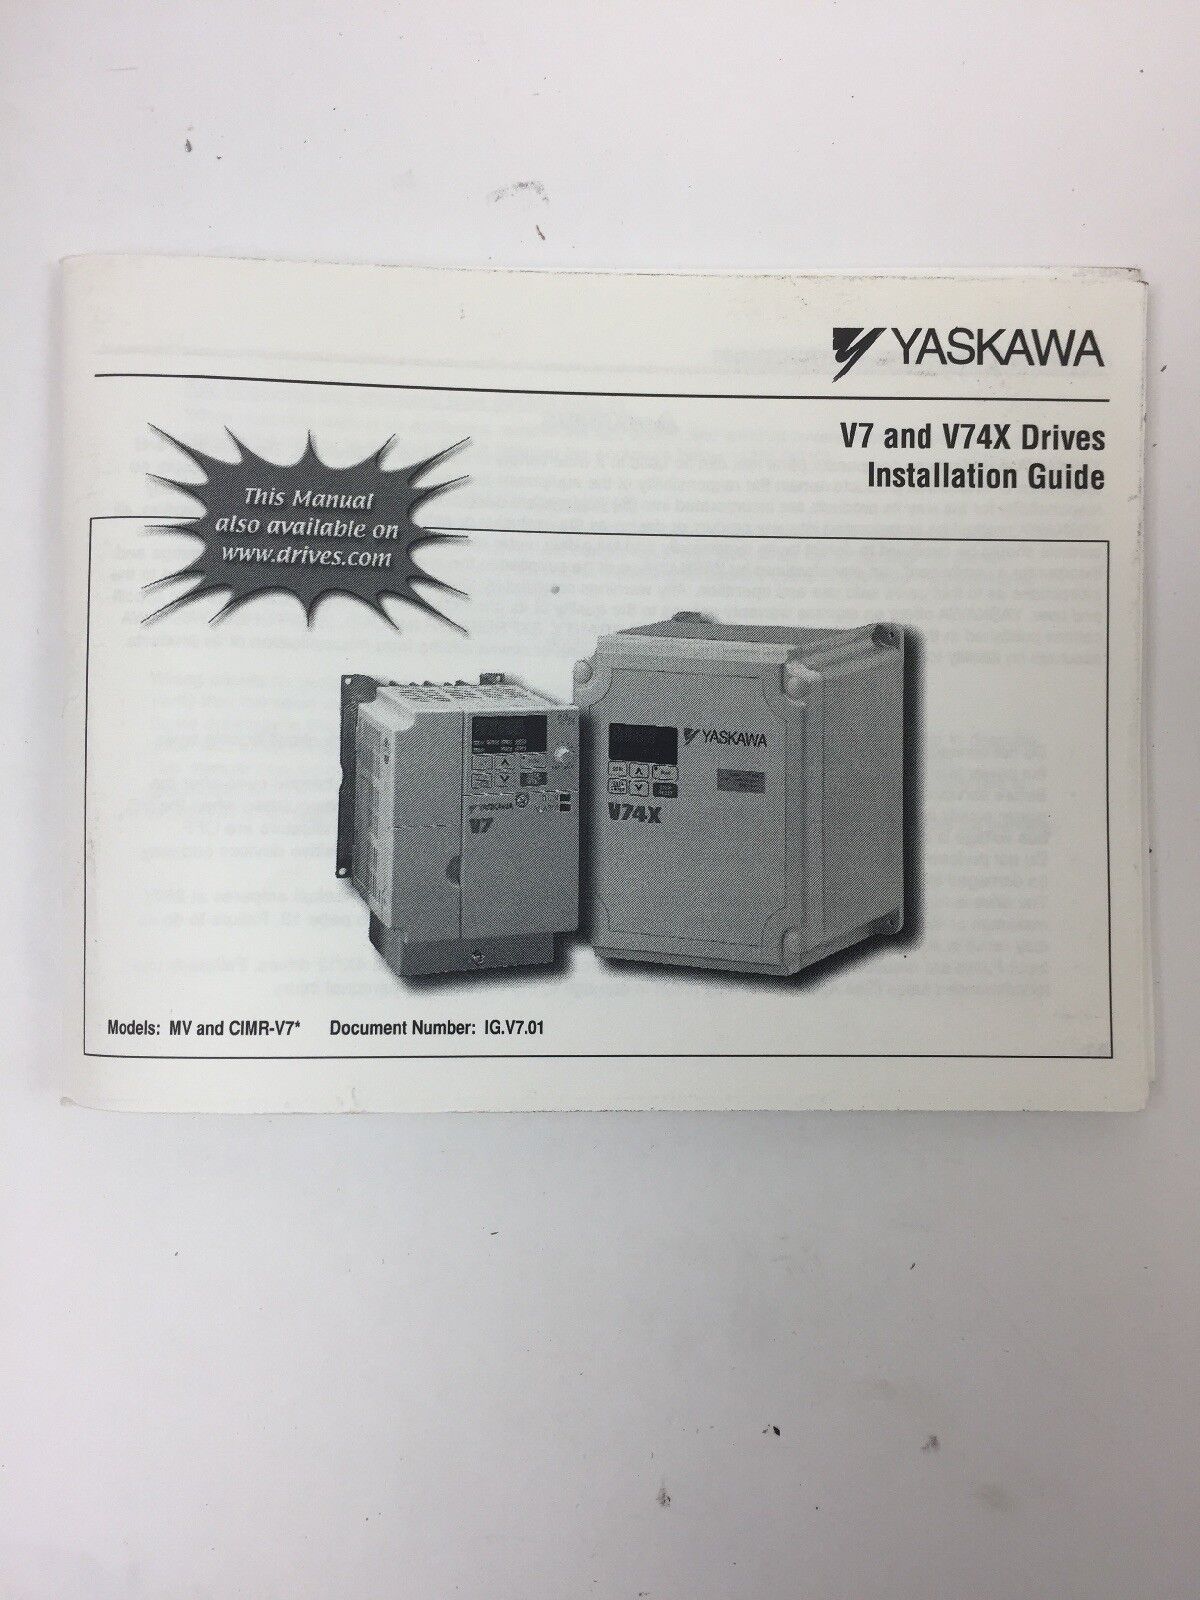 YASKAWA
V7 and V74X Drives
Installation Guide
This Manual
also available on
www.drives.com
YASKAWA
V7
YASKAWA
V74X
Models: MV and CIMR-V7* Document Number: IG.V7.01